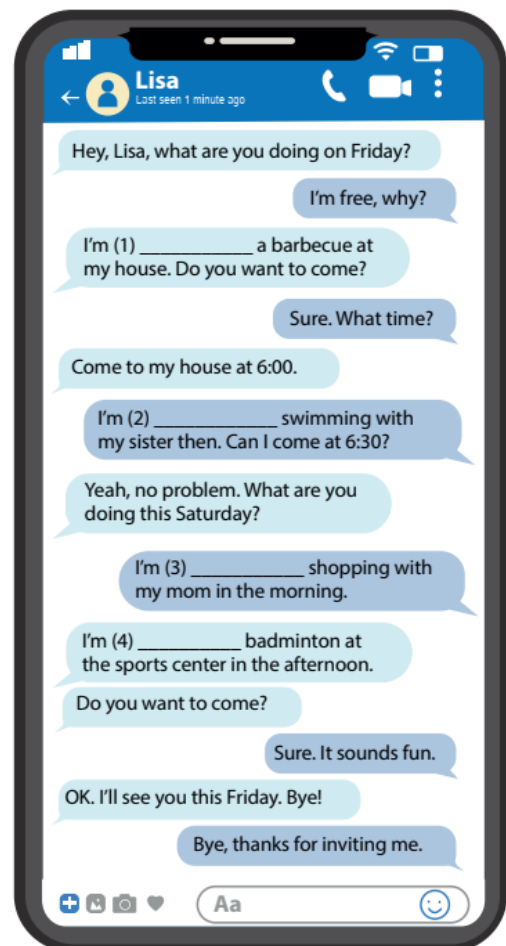 Lisa
Last seen 1 minute ago
Hey, Lisa, what are you doing on Friday?
I'm free, why?
I'm (1) ___________ a barbecue at
my house. Do you want to come?
Sure. What time?
Come to my house at 6:00.
I'm (2) ____________ swimming with
my sister then. Can I come at 6:30?
Yeah, no problem. What are you
doing this Saturday?
I'm (3) ___________ shopping with
my mom in the morning.
I'm (4) __________ badminton at
the sports center in the afternoon.
Do you want to come?
Sure. It sounds fun.
OK. I'll see you this Friday. Bye!
Bye, thanks for inviting me.
Aa